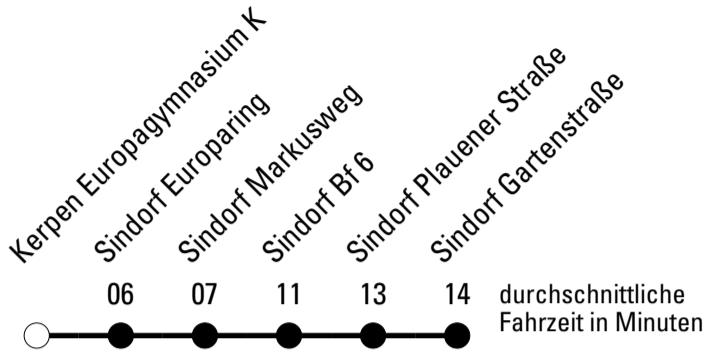 Kerpen Europagymnasium K
Sindorf Europaring
Sindorf Markusweg
Sindorf Bf 6
Sindorf Plauener Straße
Sindorf Gartenstraße
06 07 11 13 14
durchschnittliche
Fahrzeit in Minuten